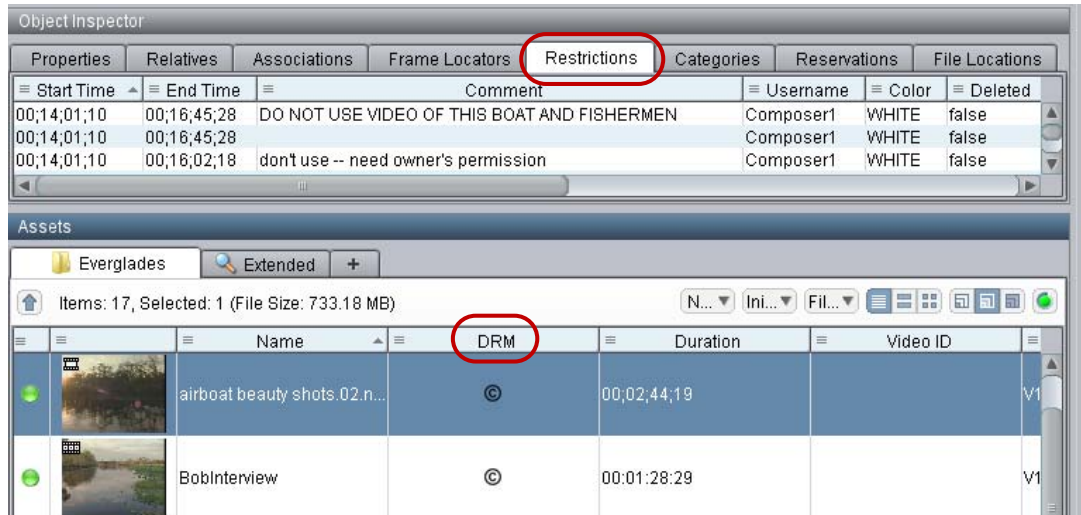 Object Inspector
Properties Relatives Associations Frame Locators Restrictions Categories Reservations File Locations
Start Time End Time Comment Username Color Deleted
00;14;01;10 00;16;45;28 DO NOT USE VIDEO OF THIS BOAT AND FISHERMEN Composer1 WHITE false
00;14;01;10 00;16;45;28 Composer1 WHITE false
00;14;01;10 00;16;02;18 don't use -- need owner's permission Composer1 WHITE false
Assets
Everglades Extended +
Items: 17, Selected: 1 (File Size: 733.18 MB) N... Ini... Fil...
Name DRM Duration Video ID
airboat beauty shots.02.n... © 00;02;44;19 V1
BobInterview © 00:01:28:29 V1